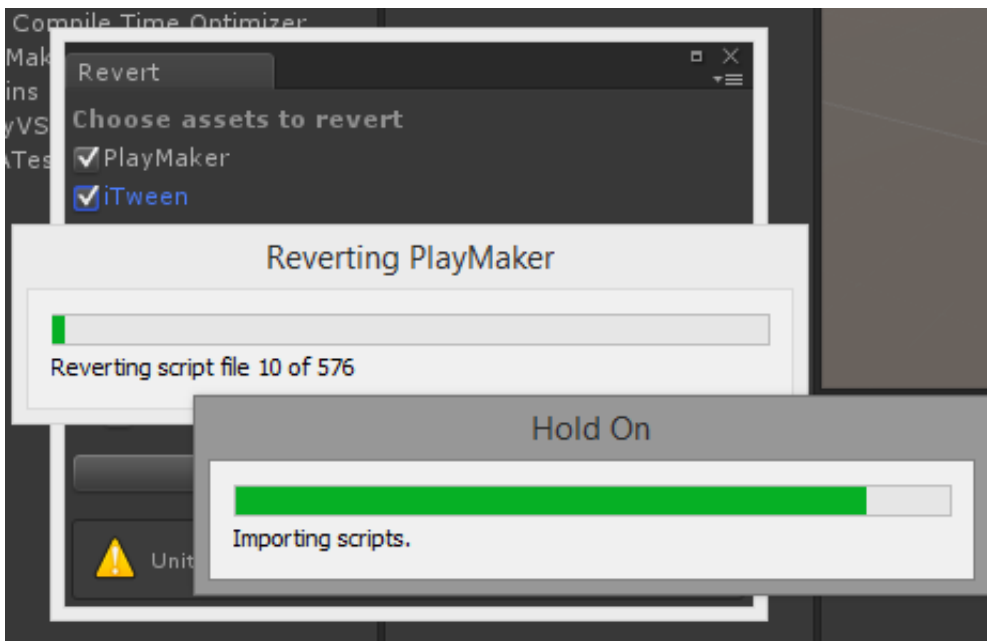 Compile Time Optimizer
Mak
ins
yVS
Tes
Revert
Choose assets to revert
PlayMaker
iTween
Reverting PlayMaker
Reverting script file 10 of 576
Hold On
Importing scripts.
Unit